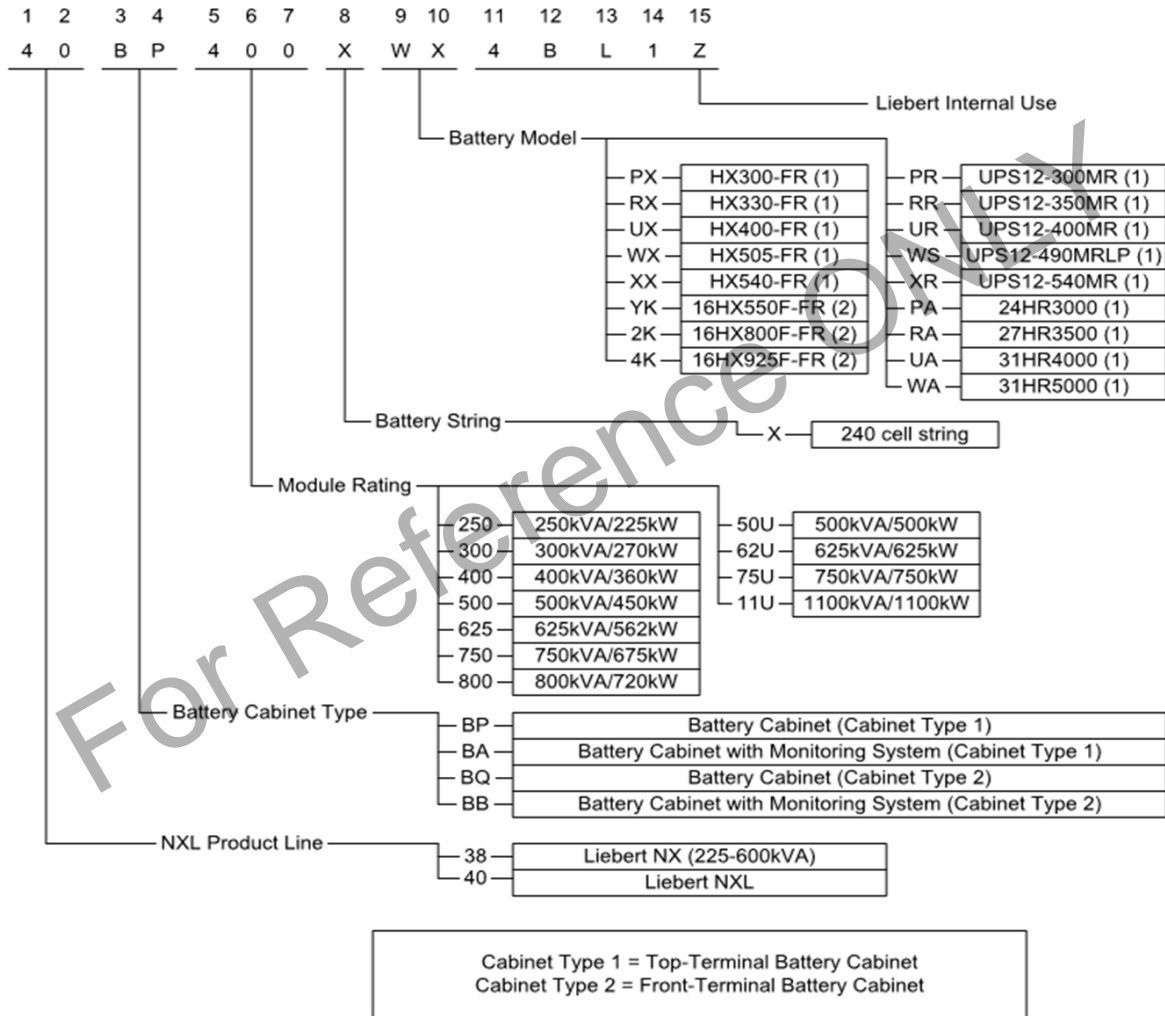 1 2 3 4 5 6 7 8 9 10 11 12 13 14 15
4 0 B P 4 0 0 X W X 4 B L 1 Z
Liebert Internal Use
Battery Model
PX HX300-FR (1) PR UPS12-300MR (1)
RX HX330-FR (1) RR UPS12-350MR (1)
UX HX400-FR (1) UR UPS12-400MR (1)
WX HX505-FR (1) WS UPS12-490MRLP (1)
XX HX540-FR (1) XR UPS12-540MR (1)
YK 16HX550F-FR (2) PA 24HR3000 (1)
2K 16HX800F-FR (2) RA 27HR3500 (1)
4K 16HX925F-FR (2) UA 31HR4000 (1)
WA 31HR5000 (1)
Battery String
X 240 cell string
Module Rating
250 250kVA/225kW 50U 500kVA/500kW
300 300kVA/270kW 62U 625kVA/625kW
400 400kVA/360kW 75U 750kVA/750kW
500 500kVA/450kW 11U 1100kVA/1100kW
625 625kVA/562kW
750 750kVA/675kW
800 800kVA/720kW
Battery Cabinet Type
BP Battery Cabinet (Cabinet Type 1)
BA Battery Cabinet with Monitoring System (Cabinet Type 1)
BQ Battery Cabinet (Cabinet Type 2)
BB Battery Cabinet with Monitoring System (Cabinet Type 2)
NXL Product Line
38 Liebert NX (225-600kVA)
40 Liebert NXL
Cabinet Type 1 = Top-Terminal Battery Cabinet
Cabinet Type 2 = Front-Terminal Battery Cabinet
For Reference ONLY